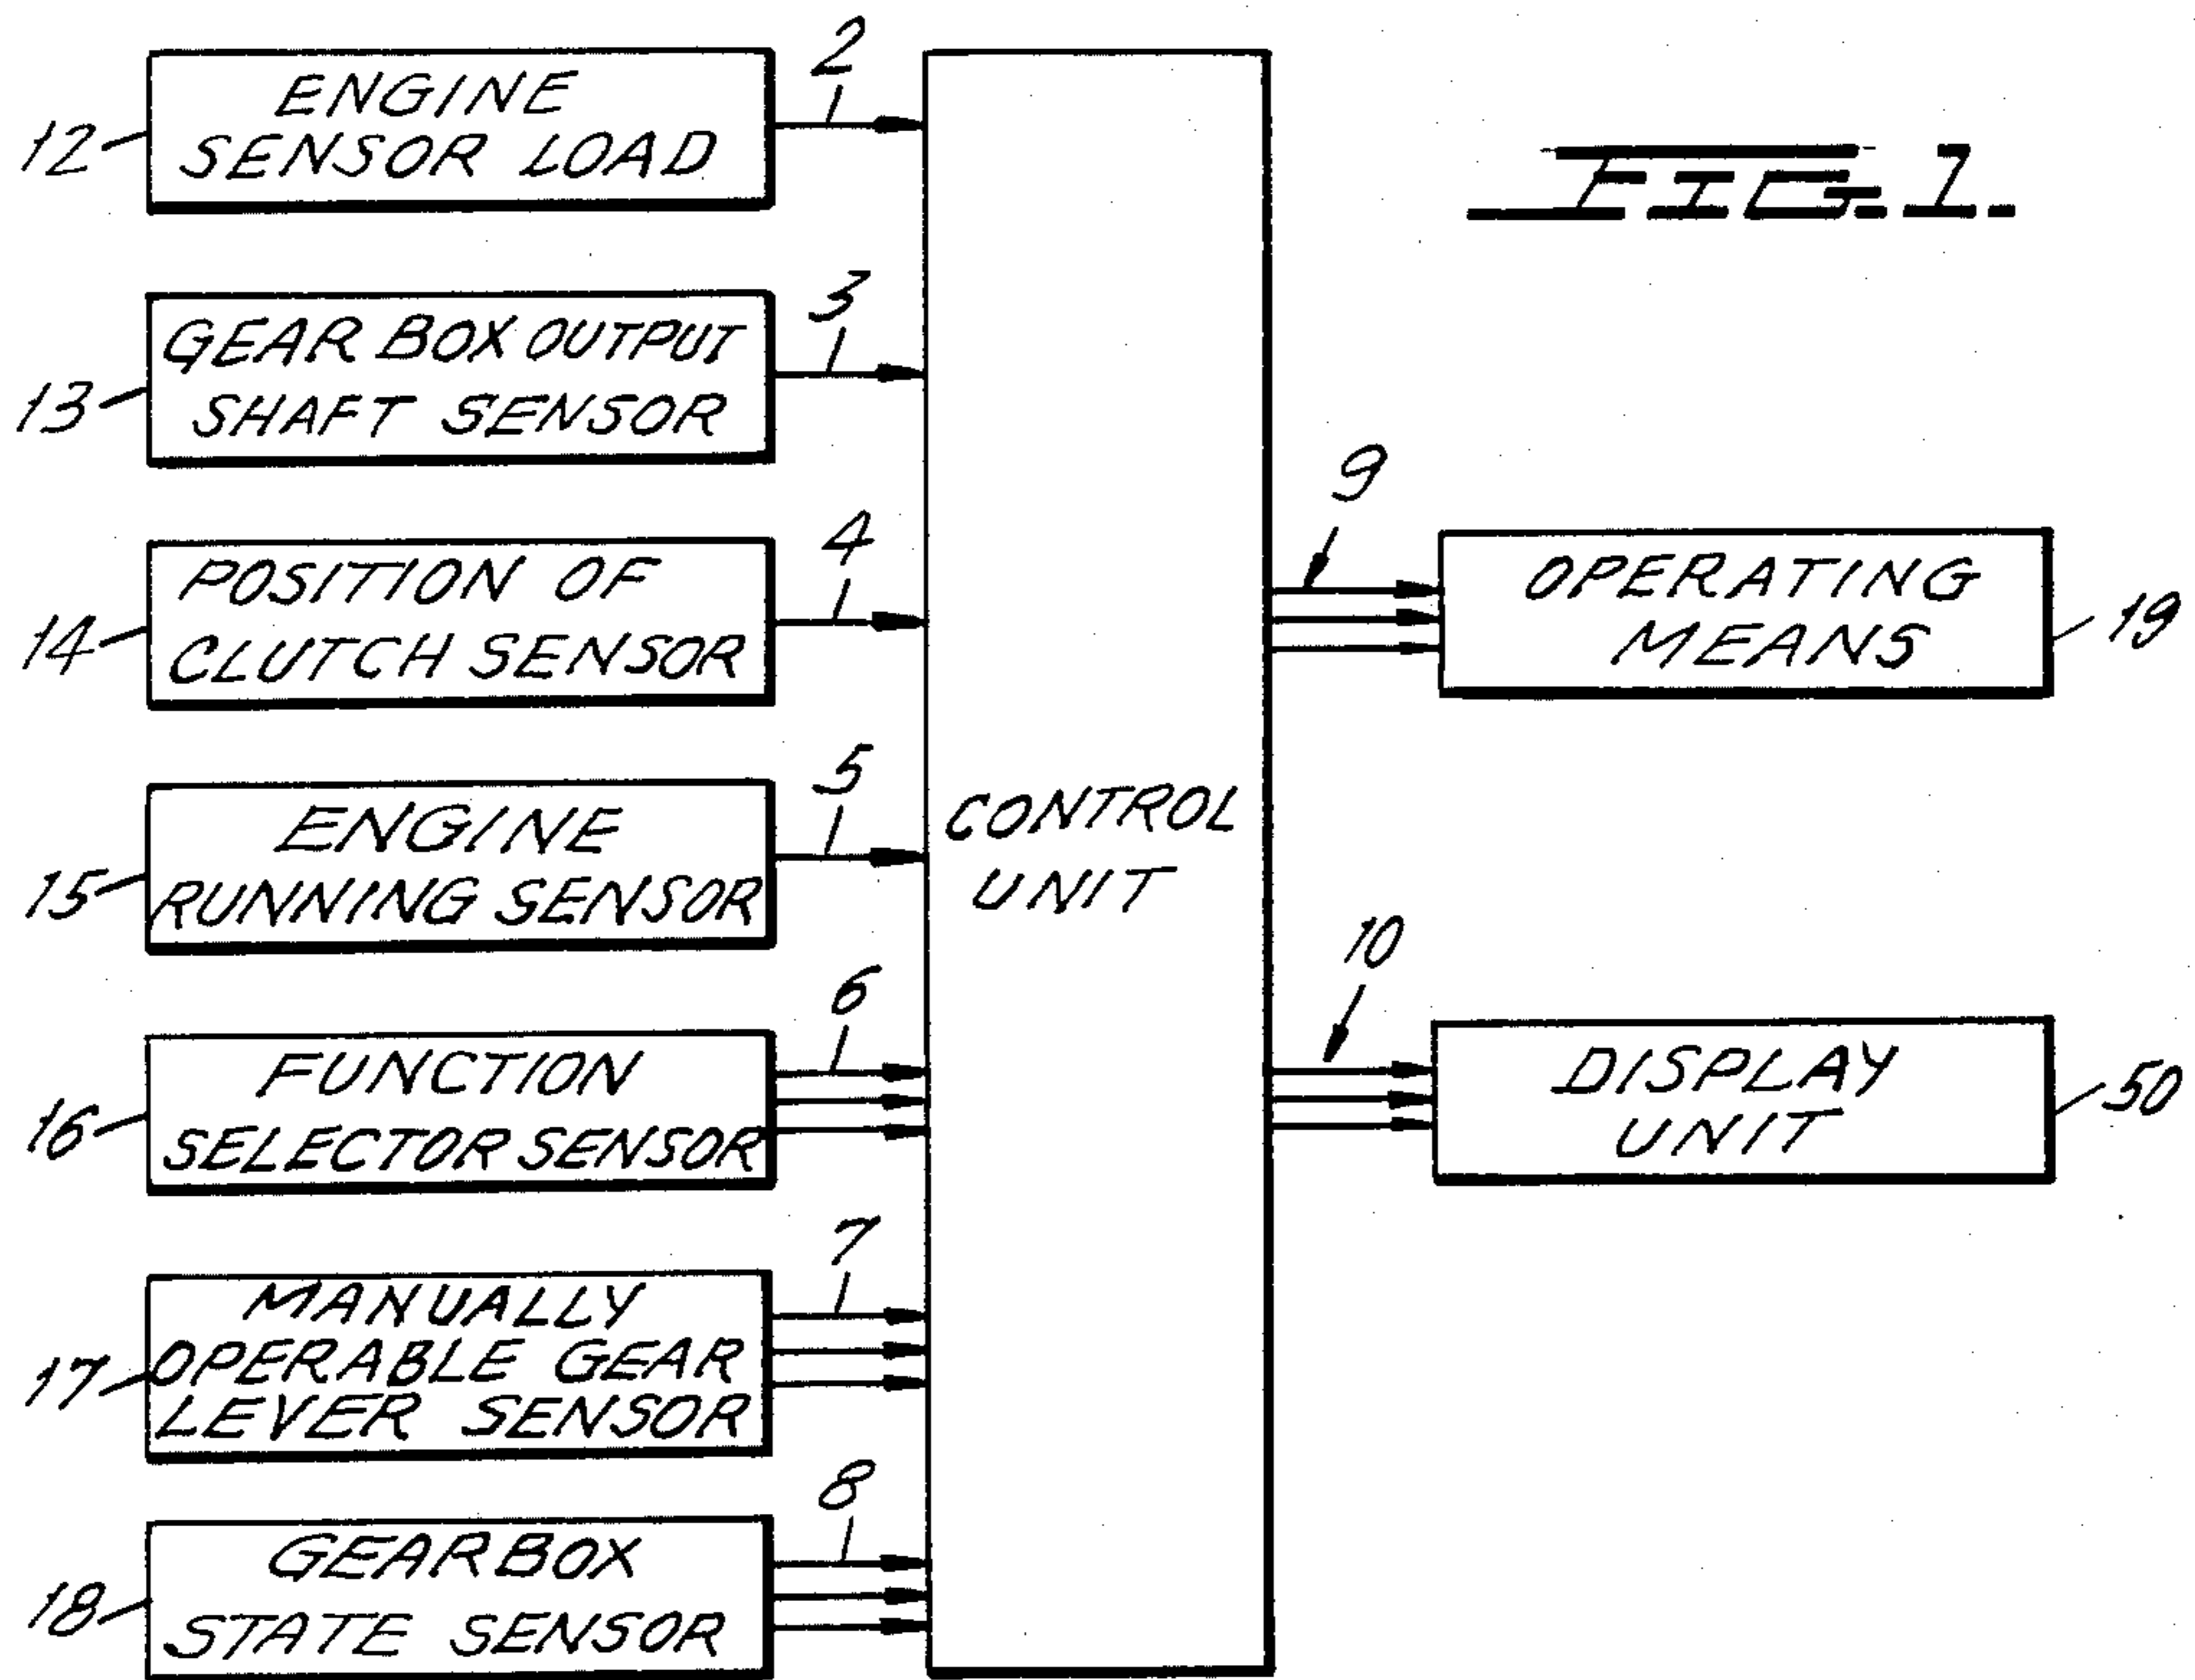 FIG. 1.
12
ENGINE
SENSOR LOAD
2
13
GEAR BOX OUTPUT
SHAFT SENSOR
3
14
POSITION OF
CLUTCH SENSOR
4
15
ENGINE
RUNNING SENSOR
5
16
FUNCTION
SELECTOR SENSOR
6
17
MANUALLY
OPERABLE GEAR
LEVER SENSOR
7
18
GEARBOX
STATE SENSOR
8
CONTROL
UNIT
9
OPERATING
MEANS
19
10
DISPLAY
UNIT
50